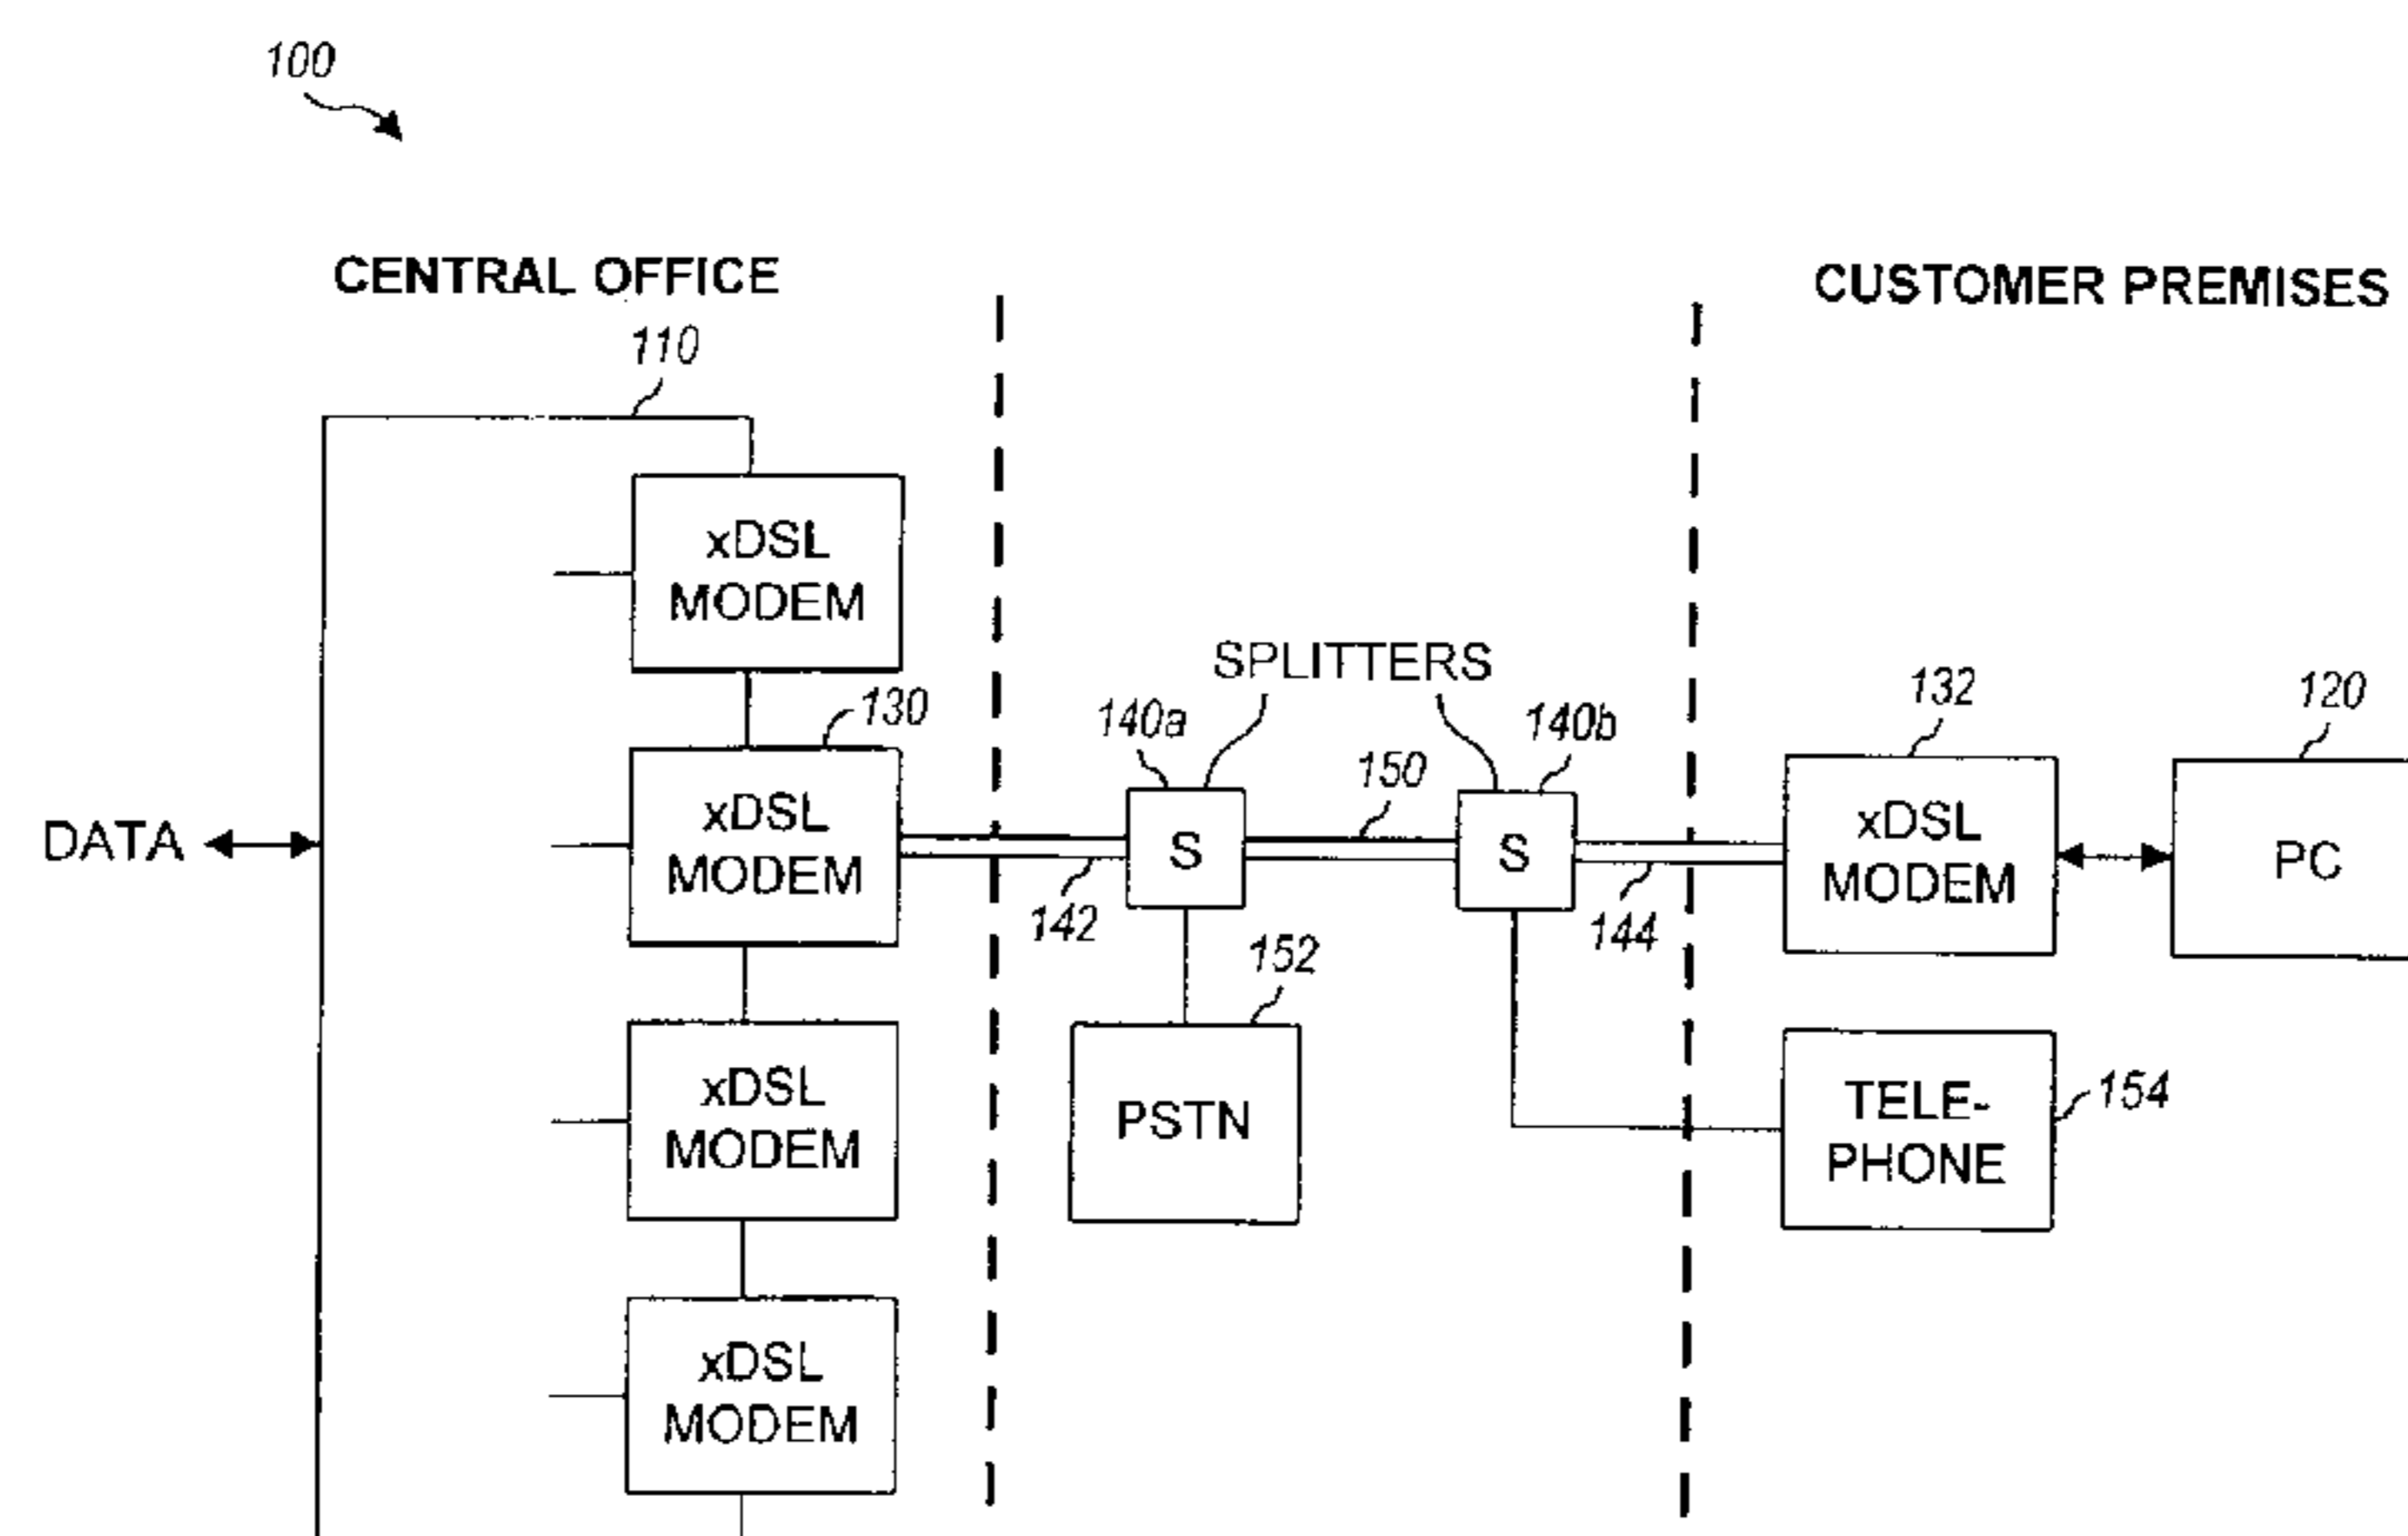 100
CENTRAL OFFICE
CUSTOMER PREMISES
110
xDSL
MODEM
SPLITTERS
130
140a
140b
150
132
120
DATA
xDSL
MODEM
S
S
xDSL
MODEM
PC
142
144
152
xDSL
MODEM
PSTN
TELE-
PHONE
154
xDSL
MODEM